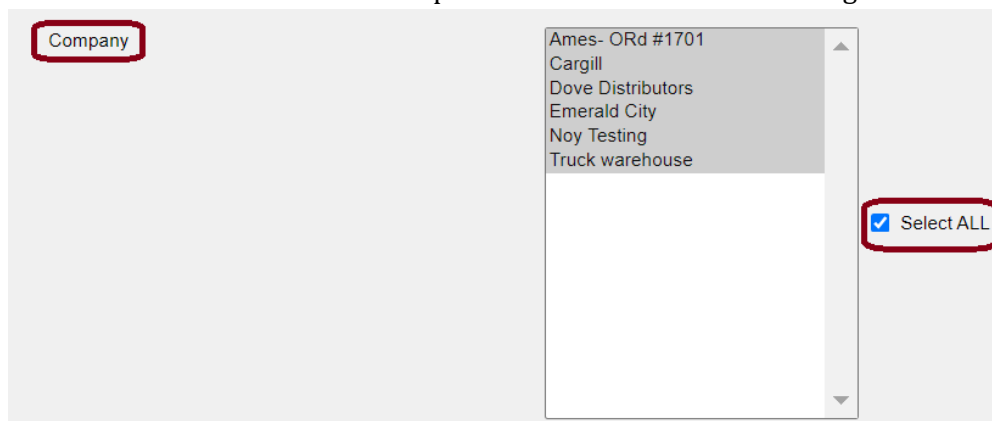 Company
Ames- ORd #1701
Cargill
Dove Distributors
Emerald City
Noy Testing
Truck warehouse
Select ALL